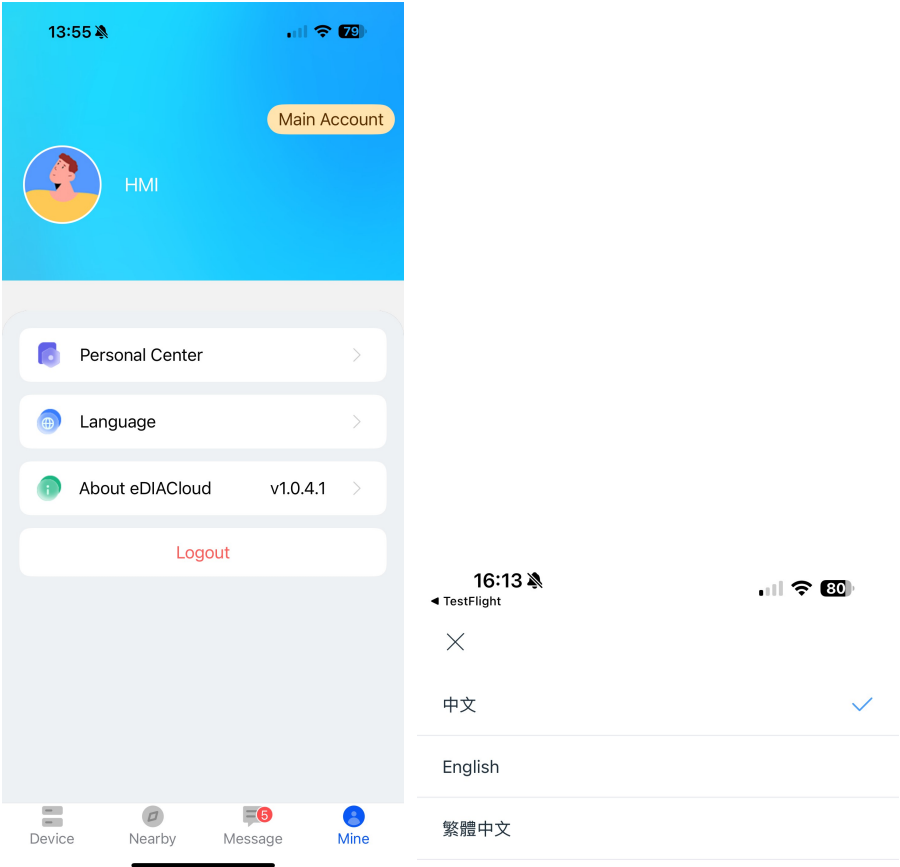 13:55
79
Main Account
HMI
Personal Center
Language
About eDIACloud v1.0.4.1
Logout
5
Device Nearby Message Mine
16:13
80
◀ TestFlight
中文
English
繁體中文